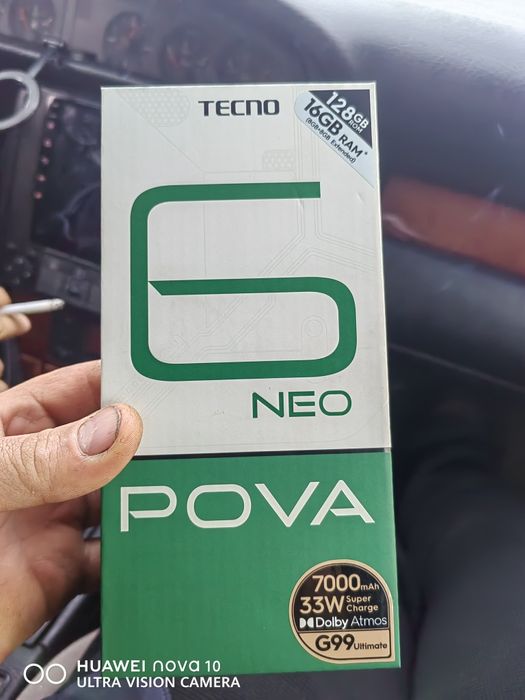 TECNO
128GB
ROM
16GB RAM*
(8GB+8GB Extended)
6
NEO
POVA
7000mAh
33W Super
Charge
Dolby Atmos
G99 Ultimate
HUAWEI nova 10
ULTRA VISION CAMERA